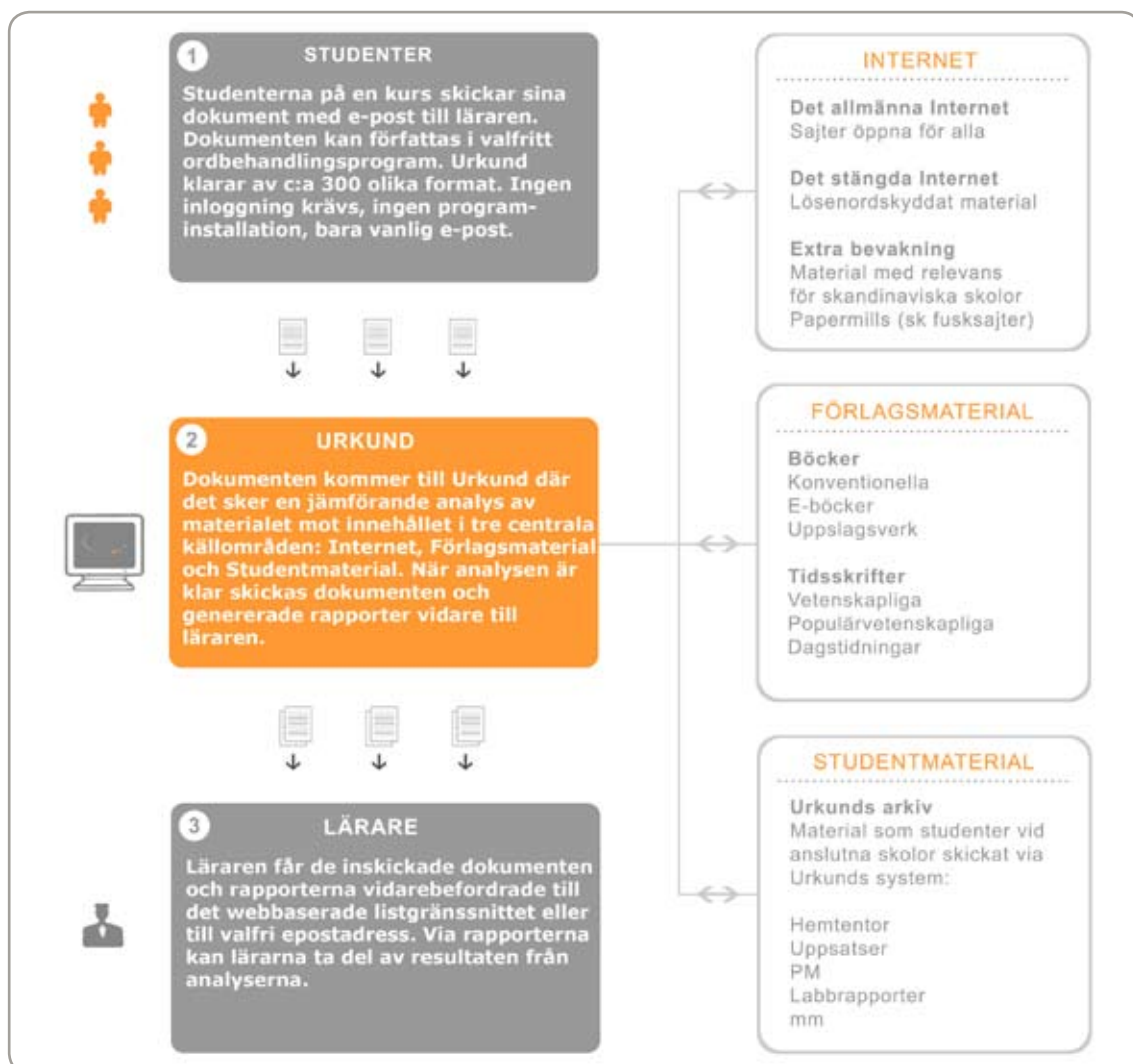 1
STUDENTER
Studenterna på en kurs skickar sina
dokument med e-post till läraren.
Dokumenten kan författas i valfritt
ordbehandlingsprogram. Urkund
klarar av c:a 300 olika format. Ingen
inloggning krävs, ingen program-
installation, bara vanlig e-post.
2
URKUND
Dokumenten kommer till Urkund där
det sker en jämförande analys av
materialet mot innehållet i tre centrala
källområden: Internet, Förlagsmaterial
och Studentmaterial. När analysen är
klar skickas dokumenten och
genererade rapporter vidare till
läraren.
3
LÄRARE
Läraren får de inskickade dokumenten
och rapporterna vidarebefordrade till
det webbaserade listgränssnittet eller
till valfri epostadress. Via rapporterna
kan lärarna ta del av resultaten från
analyserna.
INTERNET
Det allmänna Internet
Sajter öppna för alla
Det stängda Internet
Lösenordskyddat material
Extra bevakning
Material med relevans
för skandinaviska skolor
Papermills (sk fusksajter)
FÖRLAGSMATERIAL
Böcker
Konventionella
E-böcker
Uppslagsverk
Tidsskrifter
Vetenskapliga
Populärvetenskapliga
Dagstidningar
STUDENTMATERIAL
Urkunds arkiv
Material som studenter vid
anslutna skolor skickat via
Urkunds system:
Hemtentor
Uppsatser
PM
Labbrapporter
mm